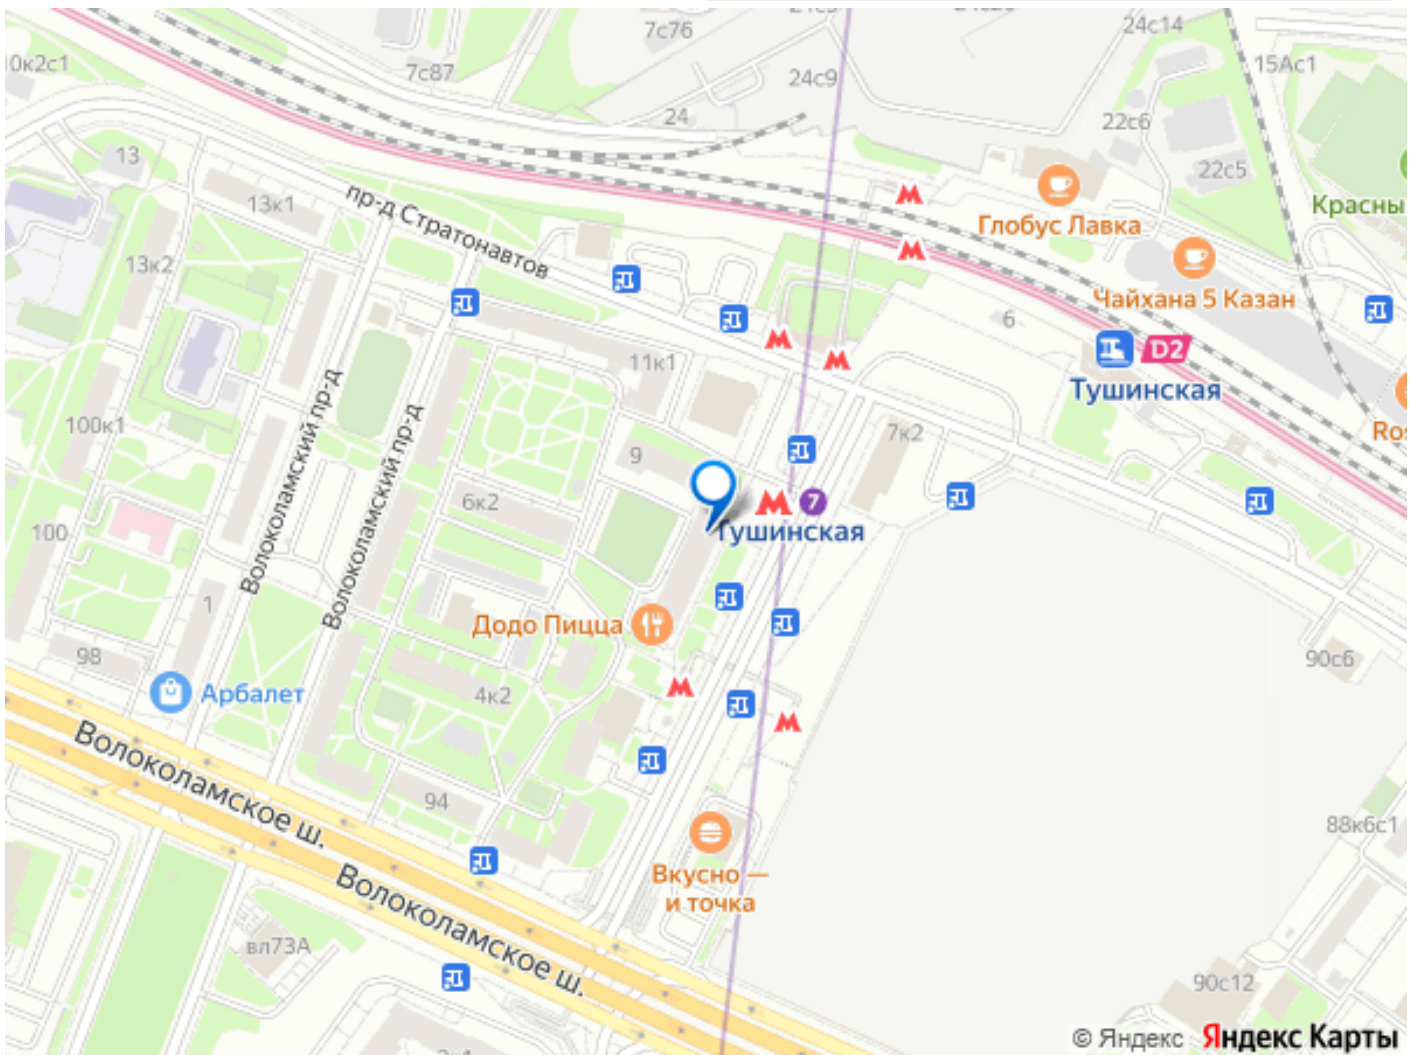 7с76
24с14
7с87
24с9
15Ас1
10к2с1
24
22с6
13
22с5
13к1
пр-д Стратонавтов
Красны
Глобус Лавка
13к2
Чайхана 5 Казан
6
11к1
D2
Тушинская
100к1
Волоколамский пр-д
Волоколамский пр-д
9
7к2
Ros
6к2
7
Тушинская
100
1
Додо Пицца
98
90с6
Арбалет
4к2
Волоколамское ш.
94
88к6с1
Вкусно —
и точка
Волоколамское ш.
вл73А
90с12
© Яндекс Яндекс Карты